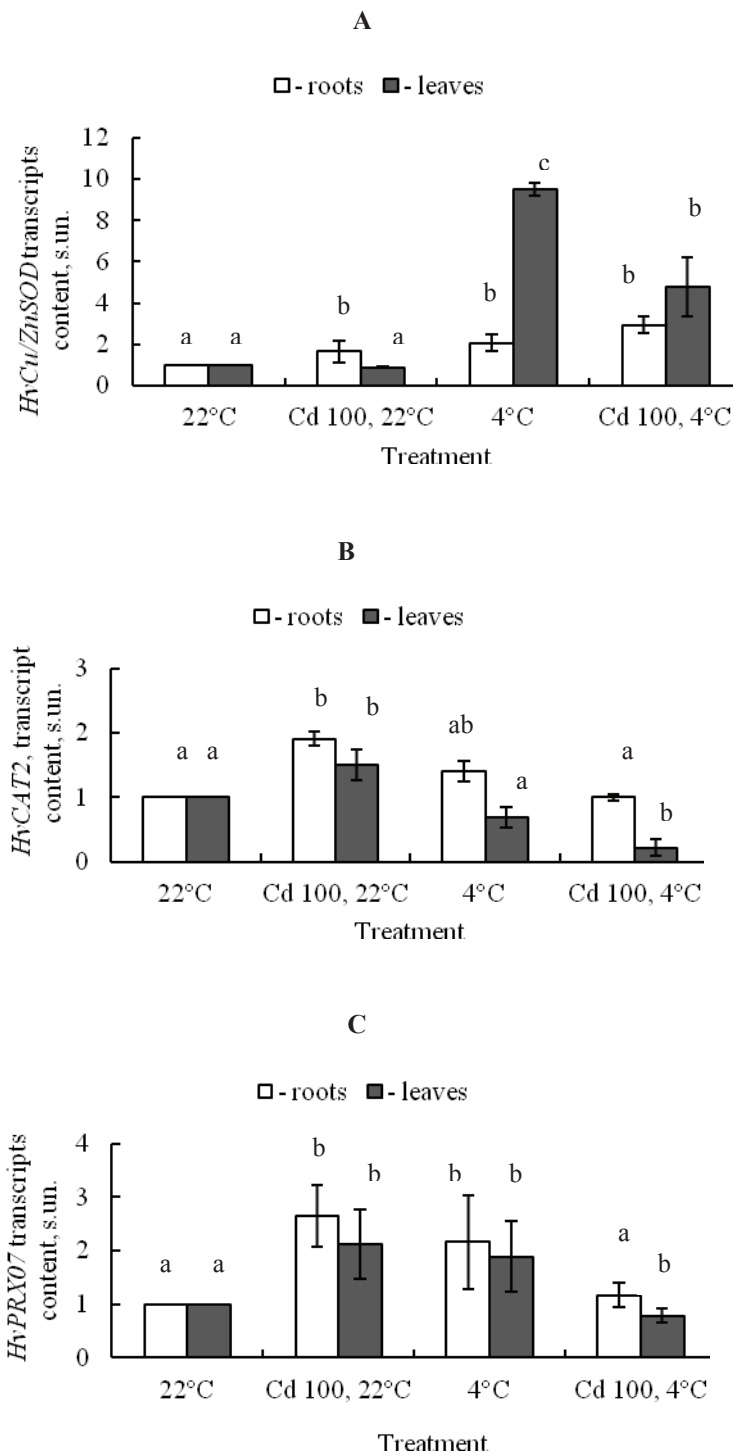 A
- roots - leaves
HvCu/ZnSOD transcripts
content, s.un.
12
10
8
6
4
2
0
a a b a b c b b
22°C Cd 100, 22°C 4°C Cd 100, 4°C
Treatment
B
- roots - leaves
HvCAT2, transcript
content, s.un.
3
2
1
0
a a b b ab a a b
22°C Cd 100, 22°C 4°C Cd 100, 4°C
Treatment
C
- roots - leaves
HvPRX07 transcripts
content, s.un.
4
3
2
1
0
a a b b b b a b
22°C Cd 100, 22°C 4°C Cd 100, 4°C
Treatment